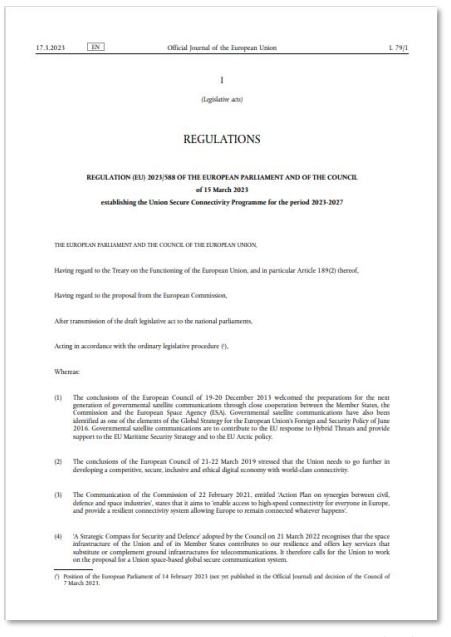 17.3.2023 EN Official Journal of the European Union L 79/1
I
(Legislative acts)
REGULATIONS
REGULATION (EU) 2023/588 OF THE EUROPEAN PARLIAMENT AND OF THE COUNCIL
of 15 March 2023
establishing the Union Secure Connectivity Programme for the period 2023-2027
THE EUROPEAN PARLIAMENT AND THE COUNCIL OF THE EUROPEAN UNION,
Having regard to the Treaty on the Functioning of the European Union, and in particular Article 189(2) thereof,
Having regard to the proposal from the European Commission,
After transmission of the draft legislative act to the national parliaments,
Acting in accordance with the ordinary legislative procedure (¹),
Whereas:
(1) The conclusions of the European Council of 19-20 December 2013 welcomed the preparations for the next
generation of governmental satellite communications through close cooperation between the Member States, the
Commission and the European Space Agency (ESA). Governmental satellite communications have also been
identified as one of the elements of the Global Strategy for the European Union's Foreign and Security Policy of June
2016. Governmental satellite communications are to contribute to the EU response to Hybrid Threats and provide
support to the EU Maritime Security Strategy and to the EU Arctic policy.
(2) The conclusions of the European Council of 21-22 March 2019 stressed that the Union needs to go further in
developing a competitive, secure, inclusive and ethical digital economy with world-class connectivity.
(3) The Communication of the Commission of 22 February 2021, entitled 'Action Plan on synergies between civil,
defence and space industries', states that it aims to 'enable access to high-speed connectivity for everyone in Europe,
and provide a resilient connectivity system allowing Europe to remain connected whatever happens'.
(4) 'A Strategic Compass for Security and Defence' adopted by the Council on 21 March 2022 recognises that the space
infrastructure of the Union and of its Member States contributes to our resilience and offers key services that
substitute or complement ground infrastructures for telecommunications. It therefore calls for the Union to work
on the proposal for a Union space-based global secure communication system.
(¹) Position of the European Parliament of 14 February 2023 (not yet published in the Official Journal) and decision of the Council of
7 March 2023.